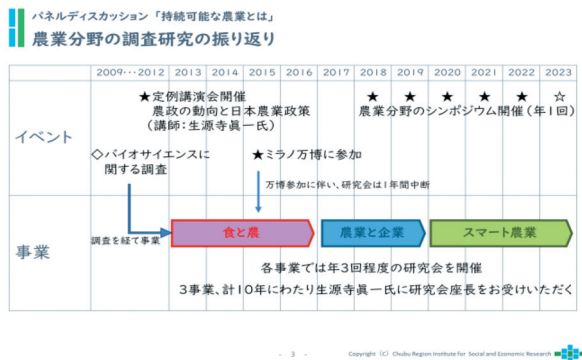 パネルディスカッション「持続可能な農業とは」
農業分野の調査研究の振り返り
2009･･･2012 2013 2014 2015 2016 2017 2018 2019 2020 2021 2022 2023
イベント
★定例講演会開催
農政の動向と日本農業政策
（講師：生源寺眞一氏）
★ ★ ★ ★ ★ ☆
農業分野のシンポジウム開催（年1回）
◇バイオサイエンスに
関する調査
★ミラノ万博に参加
万博参加に伴い、研究会は1年間中断
事業
調査を経て事業
食と農
農業と企業
スマート農業
各事業では年3回程度の研究会を開催
3事業、計10年にわたり生源寺眞一氏に研究会座長をお受けいただく
- 3 -
Copyright (C) Chubu Region Institute for Social and Economic Research